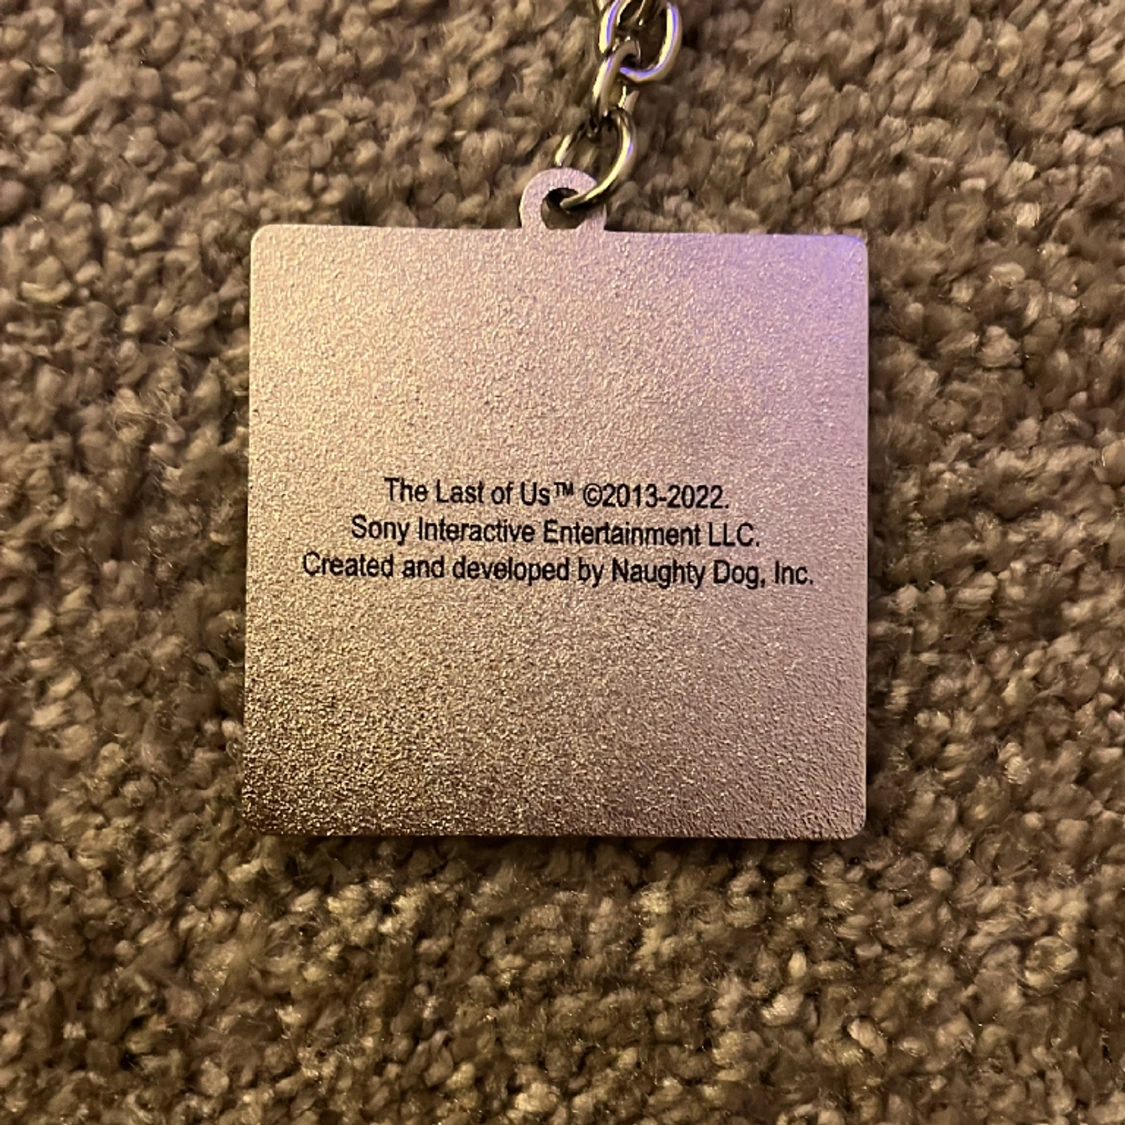 The Last of Us™ ©2013-2022.
Sony Interactive Entertainment LLC.
Created and developed by Naughty Dog, Inc.